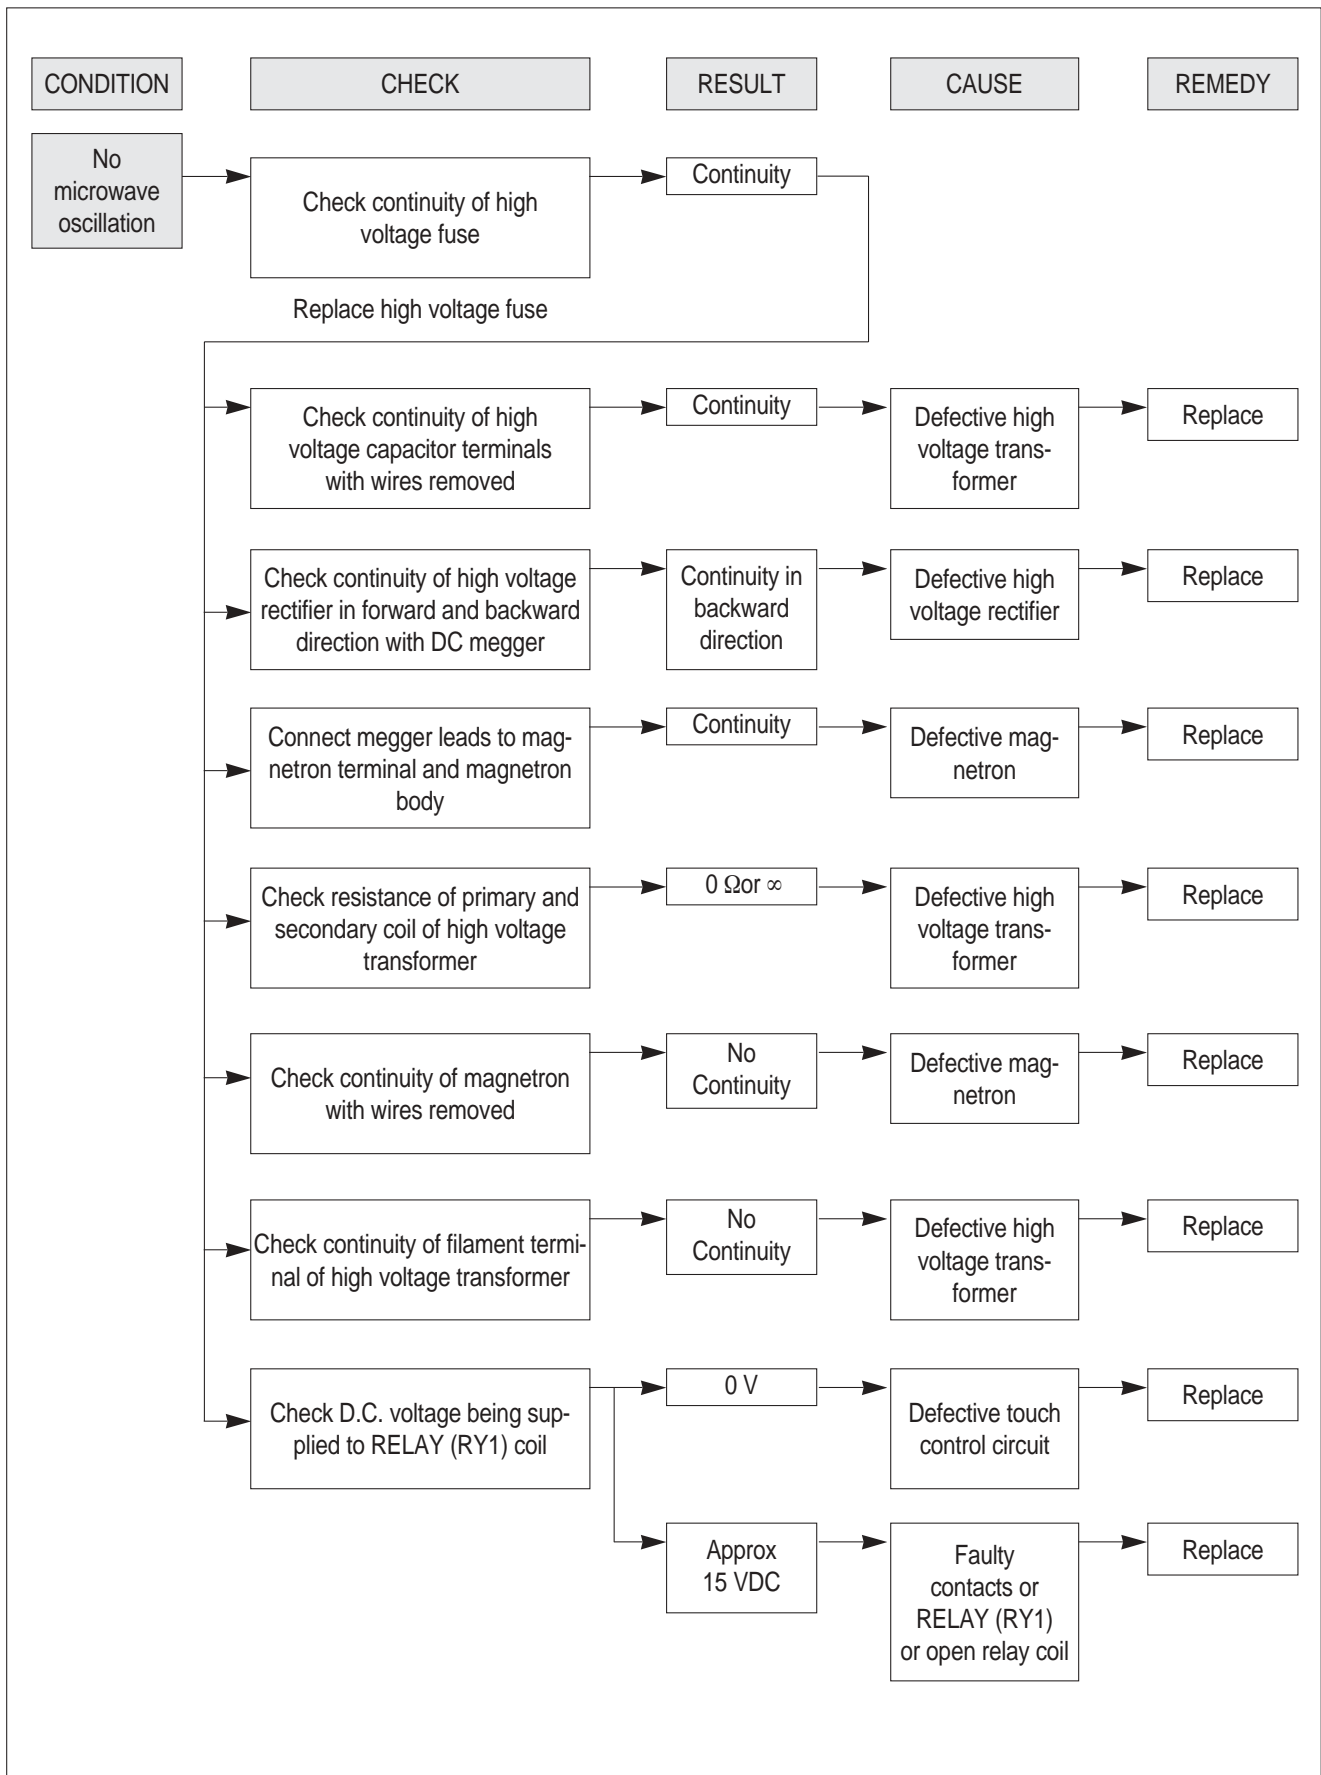 CONDITION
CHECK
RESULT
CAUSE
REMEDY
No
microwave
oscillation
Check continuity of high
voltage fuse
Continuity
Replace high voltage fuse
Check continuity of high
voltage capacitor terminals
with wires removed
Continuity
Defective high
voltage trans-
former
Replace
Check continuity of high voltage
rectifier in forward and backward
direction with DC megger
Continuity in
backward
direction
Defective high
voltage rectifier
Replace
Connect megger leads to mag-
netron terminal and magnetron
body
Continuity
Defective mag-
netron
Replace
Check resistance of primary and
secondary coil of high voltage
transformer
0 Ωor ∞
Defective high
voltage trans-
former
Replace
Check continuity of magnetron
with wires removed
No
Continuity
Defective mag-
netron
Replace
Check continuity of filament termi-
nal of high voltage transformer
No
Continuity
Defective high
voltage trans-
former
Replace
Check D.C. voltage being sup-
plied to RELAY (RY1) coil
0 V
Defective touch
control circuit
Replace
Approx
15 VDC
Faulty
contacts or
RELAY (RY1)
or open relay coil
Replace